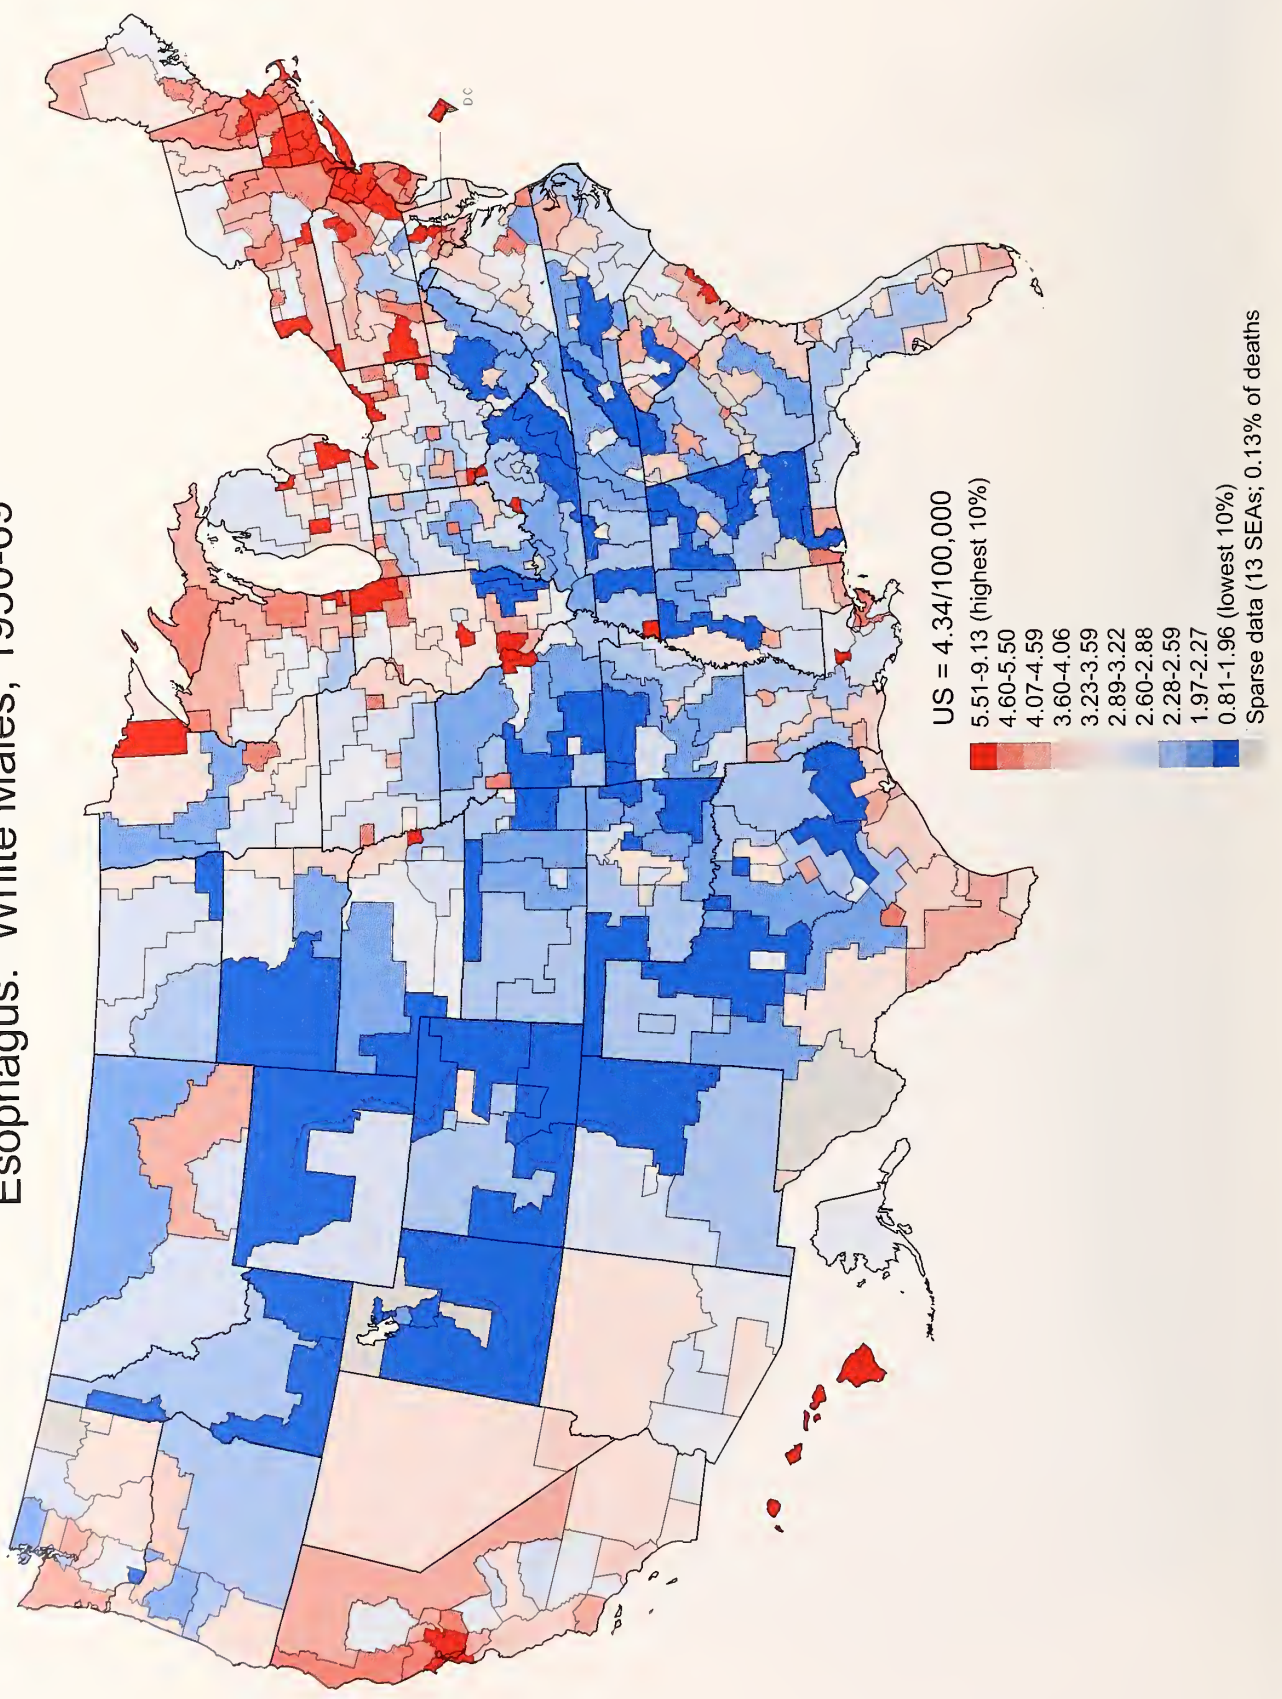 Esophagus: White Males, 1950-69
DC
US = 4.34/100,000
5.51-9.13 (highest 10%)
4.60-5.50
4.07-4.59
3.60-4.06
3.23-3.59
2.89-3.22
2.60-2.88
2.28-2.59
1.97-2.27
0.81-1.96 (lowest 10%)
Sparse data (13 SEAs; 0.13% of deaths